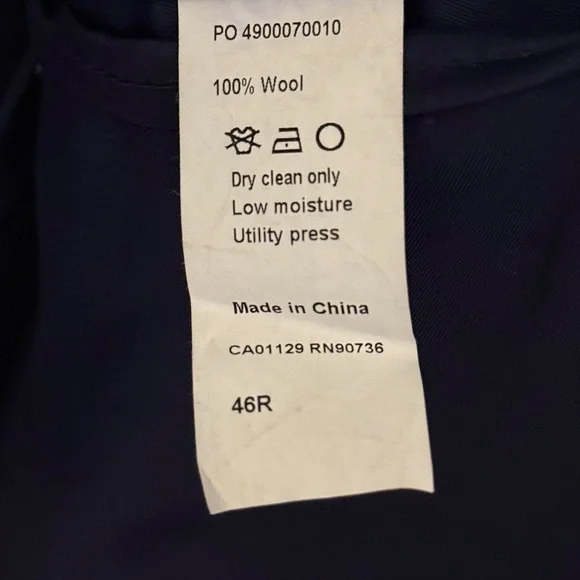 PO 4900070010
100% Wool
Dry clean only
Low moisture
Utility press
Made in China
CA01129 RN90736
46R